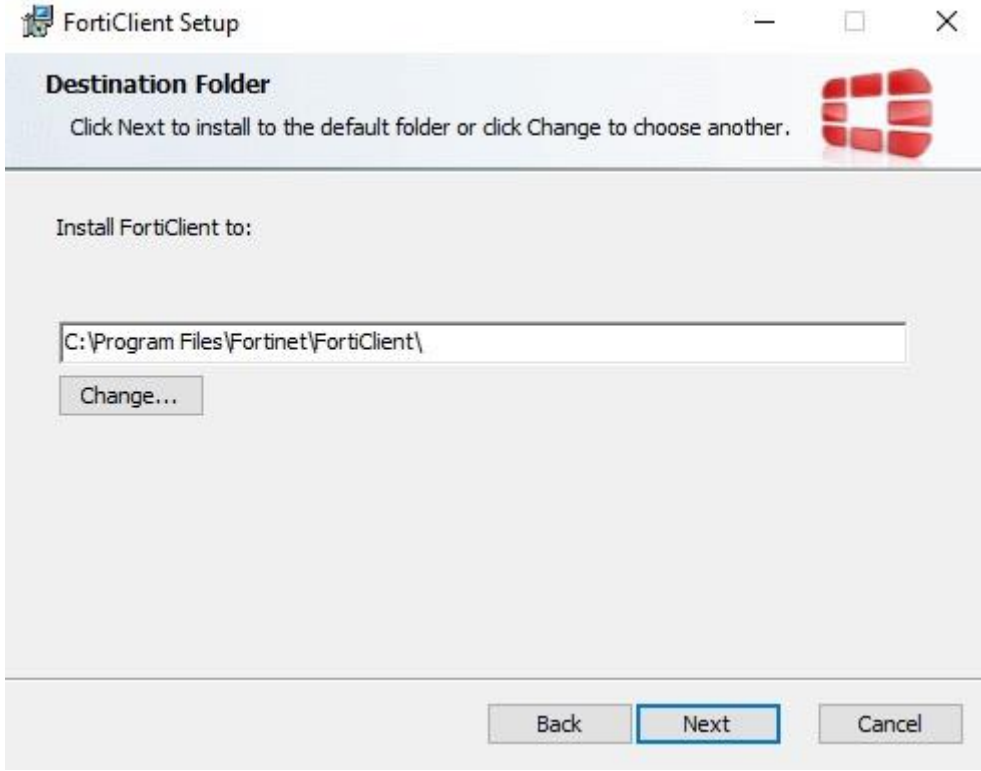 FortiClient Setup
Destination Folder
Click Next to install to the default folder or click Change to choose another.
Install FortiClient to:
C:\Program Files\Fortinet\FortiClient\
Change...
Back Next Cancel